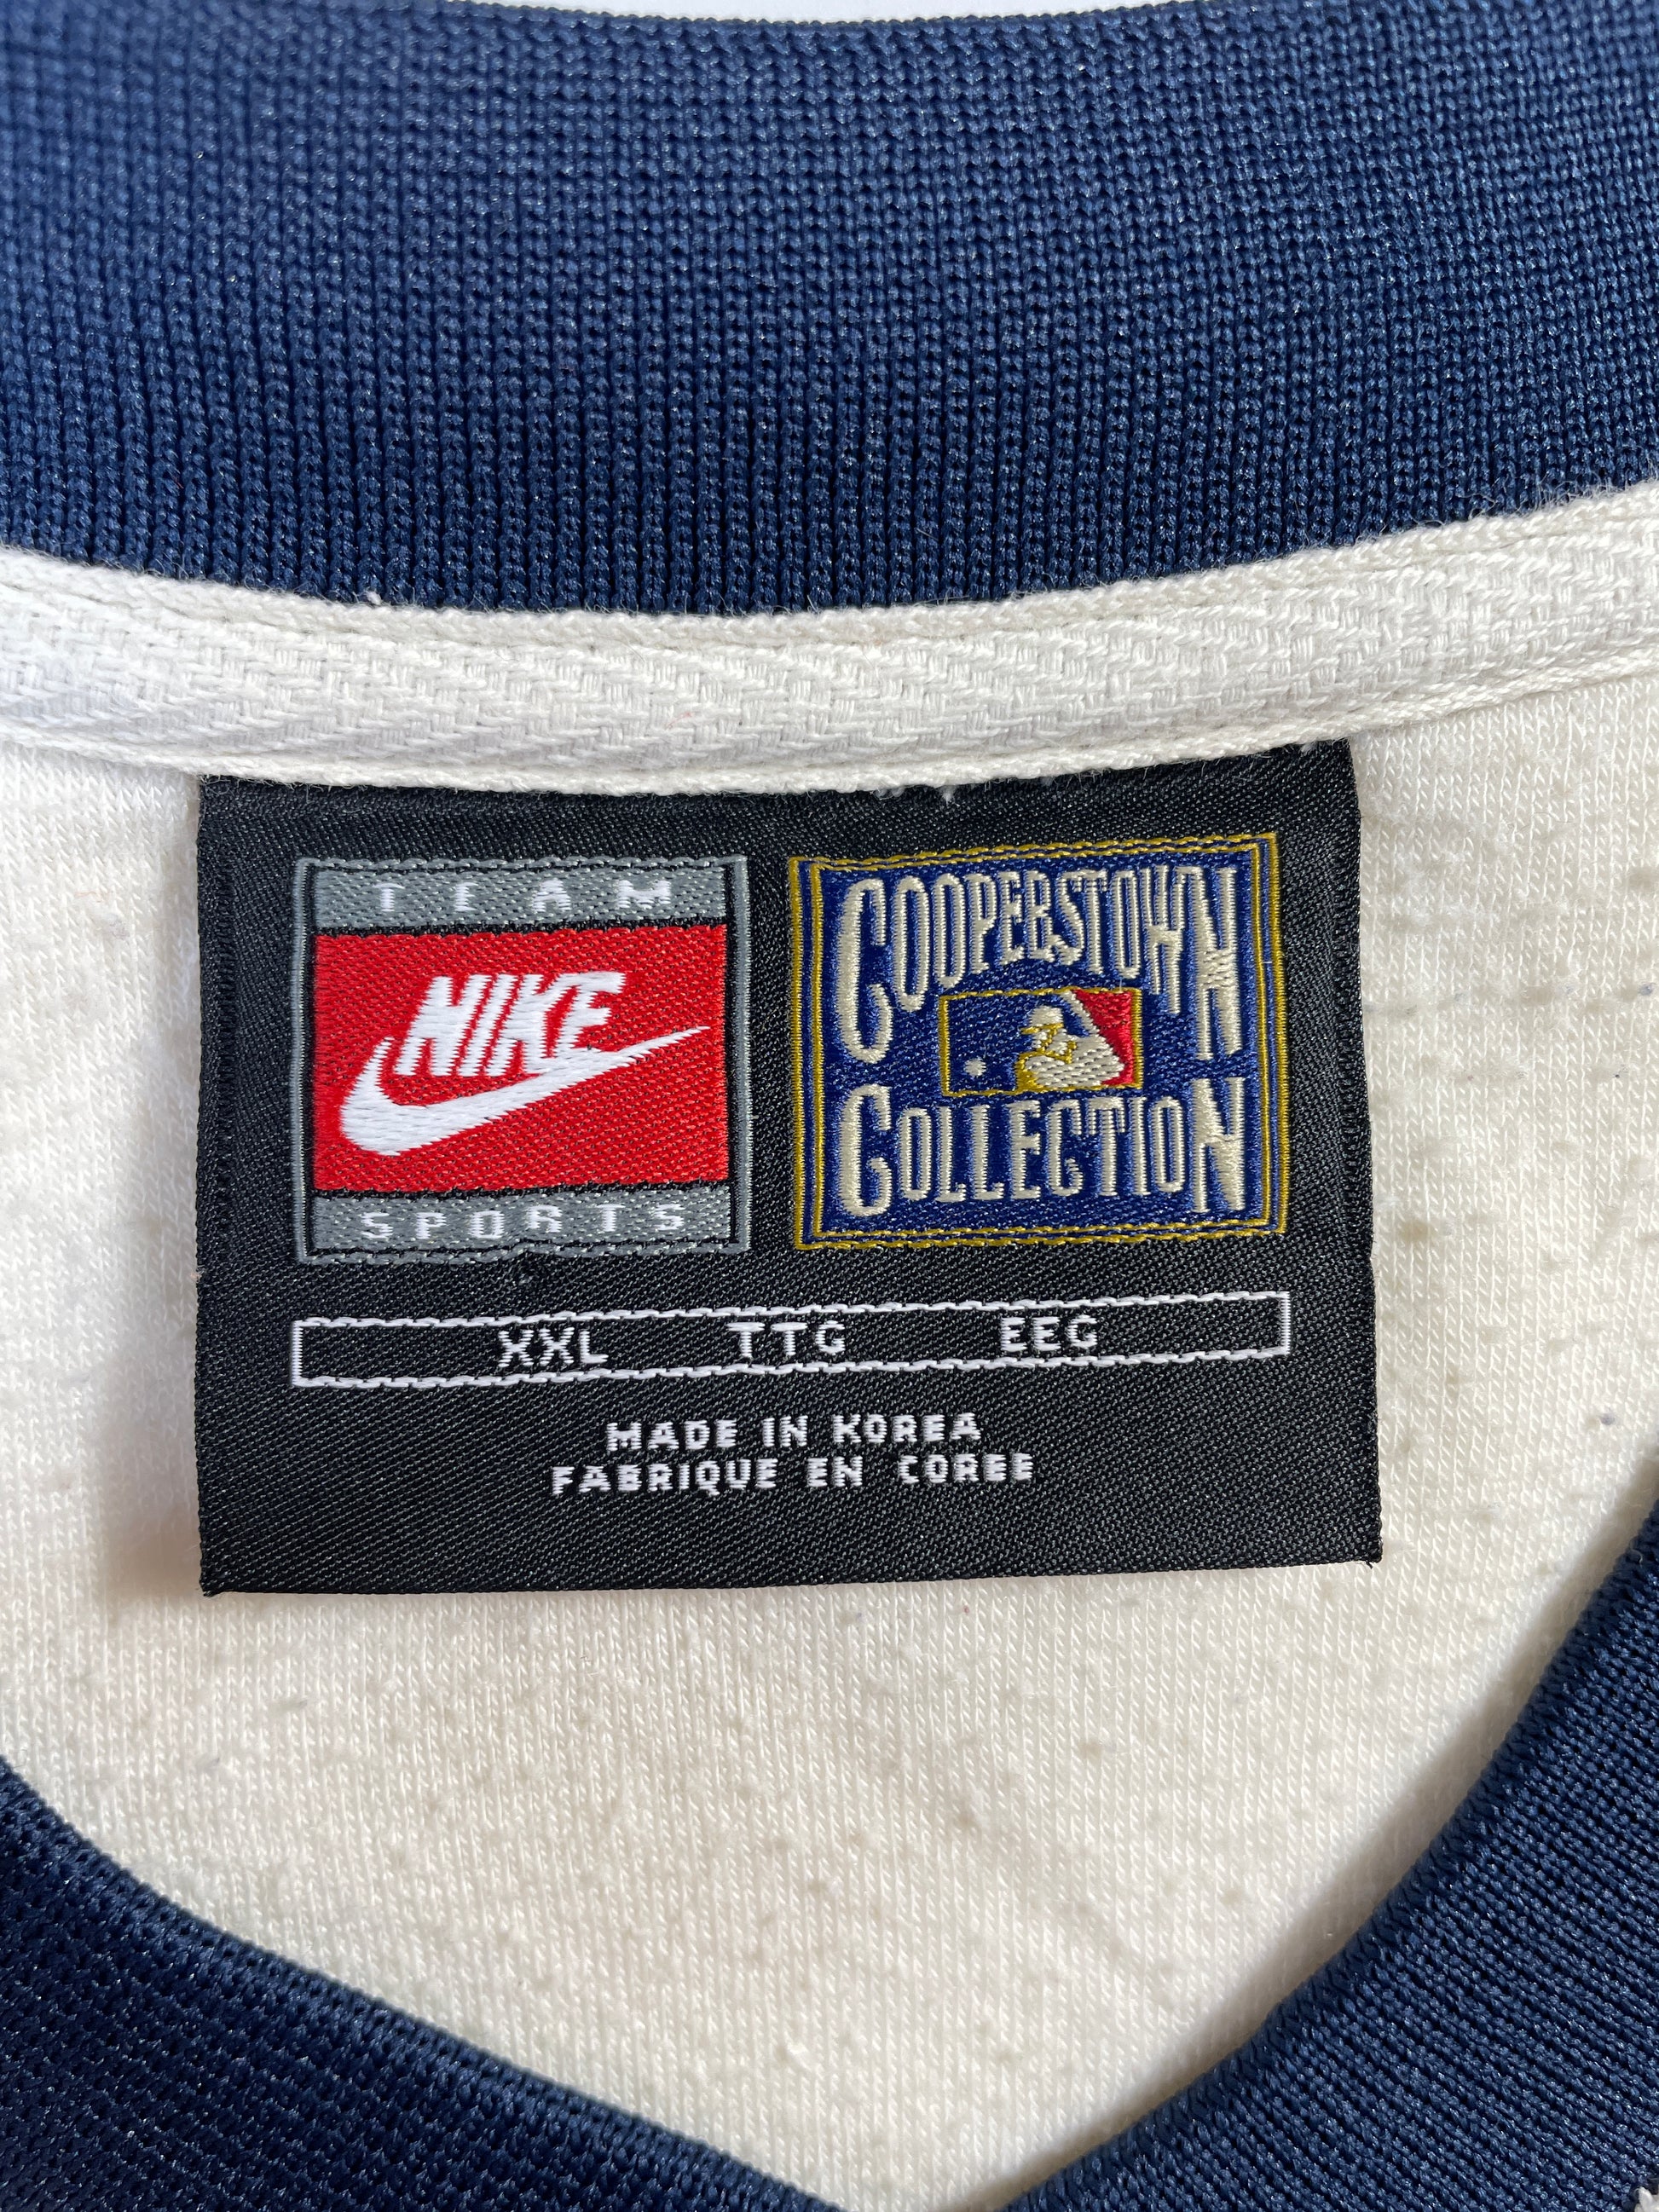 TEAM
NIKE
SPORTS
COOPERSTOWN
COLLECTION
XXL TTG EEG
MADE IN KOREA
FABRIQUE EN COREE